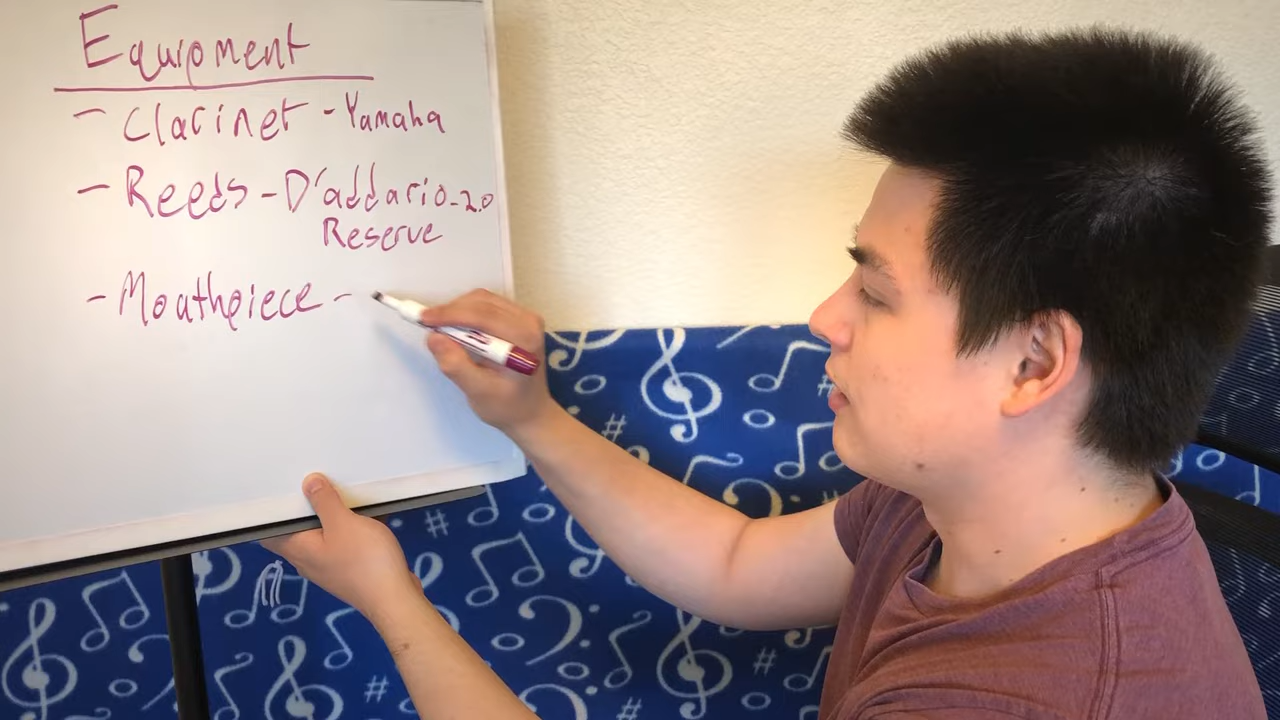 Equipment
- Clarinet - Yamaha
- Reeds - D'addario - 2.0
Reserve
- Mouthpiece -